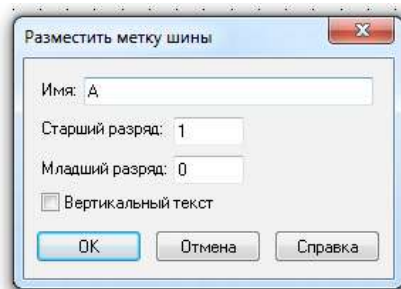 Разместить метку шины
Имя: A
Старший разряд: 1
Младший разряд: 0
Вертикальный текст
OK Отмена Справка